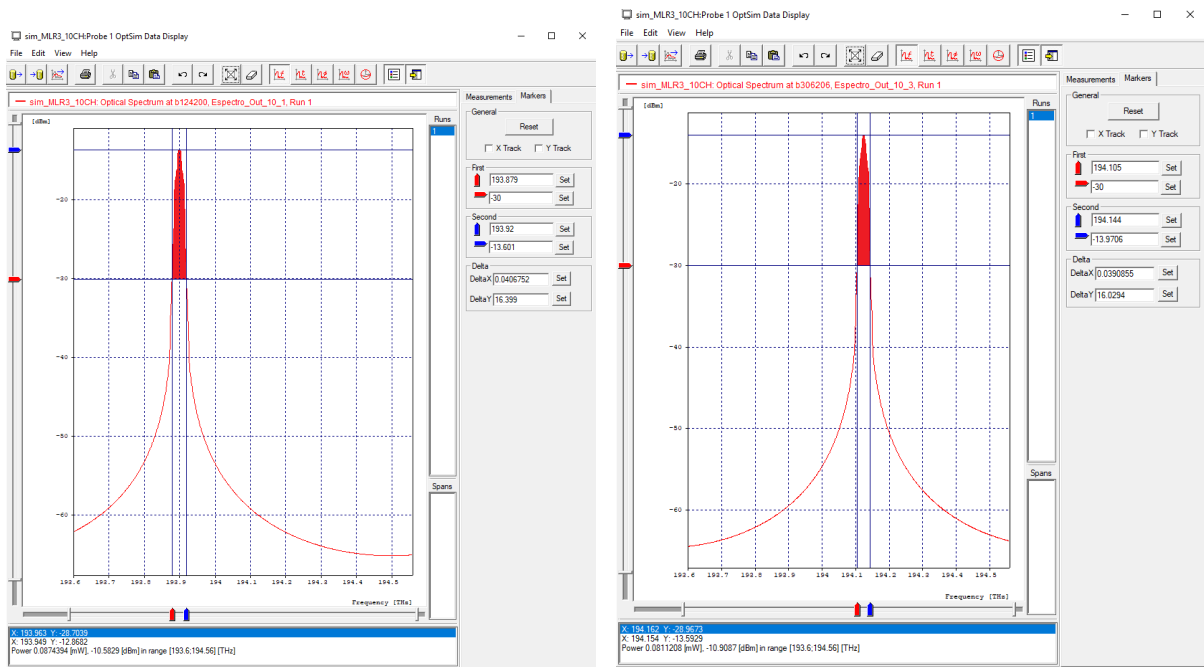 sim_MLR3_10CH:Probe 1 OptSim Data Display
File Edit View Help
sim_MLR3_10CH: Optical Spectrum at b124200, Espectro_Out_10_1, Run 1
[dBm]
-20
-30
-40
-50
-60
193.6 193.7 193.8 193.9 194 194.1 194.2 194.3 194.4 194.5
Frequency [THz]
Runs
1
Spans
Measurements Markers
General
Reset
X Track Y Track
First
193.879 Set
-30 Set
Second
193.92 Set
-13.601 Set
Delta
DeltaX 0.0406752 Set
DeltaY 16.399 Set
X: 193.963 Y: -28.7039
X: 193.949 Y: -12.8682
Power 0.0874394 [mW], -10.5829 [dBm] in range [193.6;194.56] [THz]
sim_MLR3_10CH:Probe 1 OptSim Data Display
File Edit View Help
sim_MLR3_10CH: Optical Spectrum at b306206, Espectro_Out_10_3, Run 1
[dBm]
-20
-30
-40
-50
-60
193.6 193.7 193.8 193.9 194 194.1 194.2 194.3 194.4 194.5
Frequency [THz]
Runs
1
Spans
Measurements Markers
General
Reset
X Track Y Track
First
194.105 Set
-30 Set
Second
194.144 Set
-13.9706 Set
Delta
DeltaX 0.0390855 Set
DeltaY 16.0294 Set
X: 194.162 Y: -28.9673
X: 194.154 Y: -13.5929
Power 0.0811208 [mW], -10.9087 [dBm] in range [193.6;194.56] [THz]